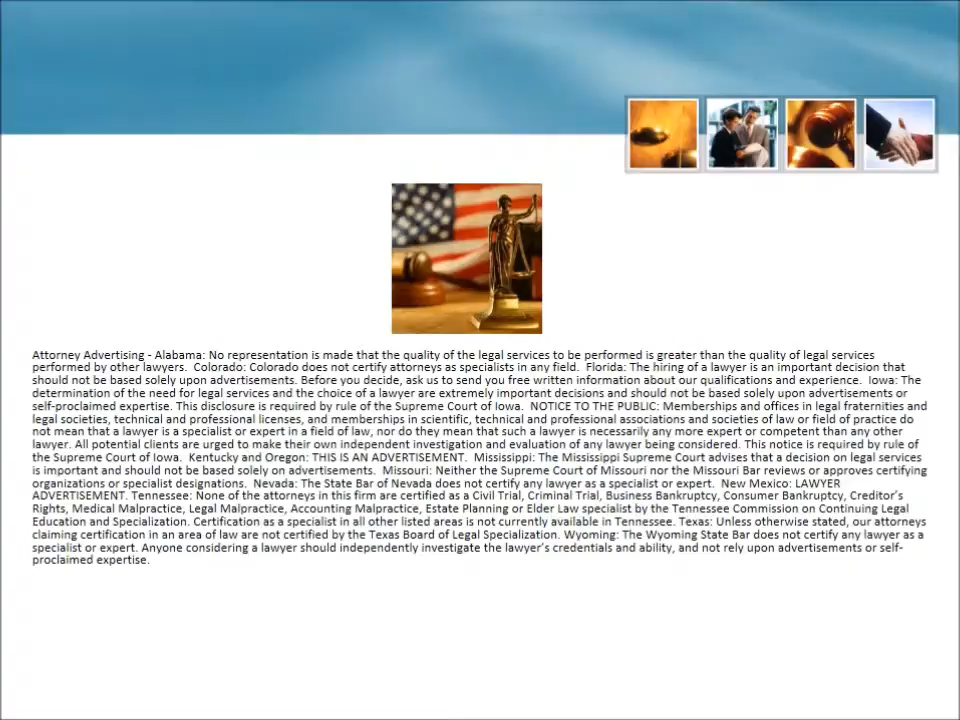 Attorney Advertising - Alabama: No representation is made that the quality of the legal services to be performed is greater than the quality of legal services
performed by other lawyers.  Colorado: Colorado does not certify attorneys as specialists in any field.  Florida: The hiring of a lawyer is an important decision that
should not be based solely upon advertisements. Before you decide, ask us to send you free written information about our qualifications and experience.  Iowa: The
determination of the need for legal services and the choice of a lawyer are extremely important decisions and should not be based solely upon advertisements or
self-proclaimed expertise. This disclosure is required by rule of the Supreme Court of Iowa.  NOTICE TO THE PUBLIC: Memberships and offices in legal fraternities and
legal societies, technical and professional licenses, and memberships in scientific, technical and professional associations and societies of law or field of practice do
not mean that a lawyer is a specialist or expert in a field of law, nor do they mean that such a lawyer is necessarily any more expert or competent than any other
lawyer. All potential clients are urged to make their own independent investigation and evaluation of any lawyer being considered. This notice is required by rule of
the Supreme Court of Iowa.  Kentucky and Oregon: THIS IS AN ADVERTISEMENT.  Mississippi: The Mississippi Supreme Court advises that a decision on legal services
is important and should not be based solely on advertisements.  Missouri: Neither the Supreme Court of Missouri nor the Missouri Bar reviews or approves certifying
organizations or specialist designations.  Nevada: The State Bar of Nevada does not certify any lawyer as a specialist or expert.  New Mexico: LAWYER
ADVERTISEMENT. Tennessee: None of the attorneys in this firm are certified as a Civil Trial, Criminal Trial, Business Bankruptcy, Consumer Bankruptcy, Creditor's
Rights, Medical Malpractice, Legal Malpractice, Accounting Malpractice, Estate Planning or Elder Law specialist by the Tennessee Commission on Continuing Legal
Education and Specialization. Certification as a specialist in all other listed areas is not currently available in Tennessee. Texas: Unless otherwise stated, our attorneys
claiming certification in an area of law are not certified by the Texas Board of Legal Specialization. Wyoming: The Wyoming State Bar does not certify any lawyer as a
specialist or expert. Anyone considering a lawyer should independently investigate the lawyer's credentials and ability, and not rely upon advertisements or self-
proclaimed expertise.